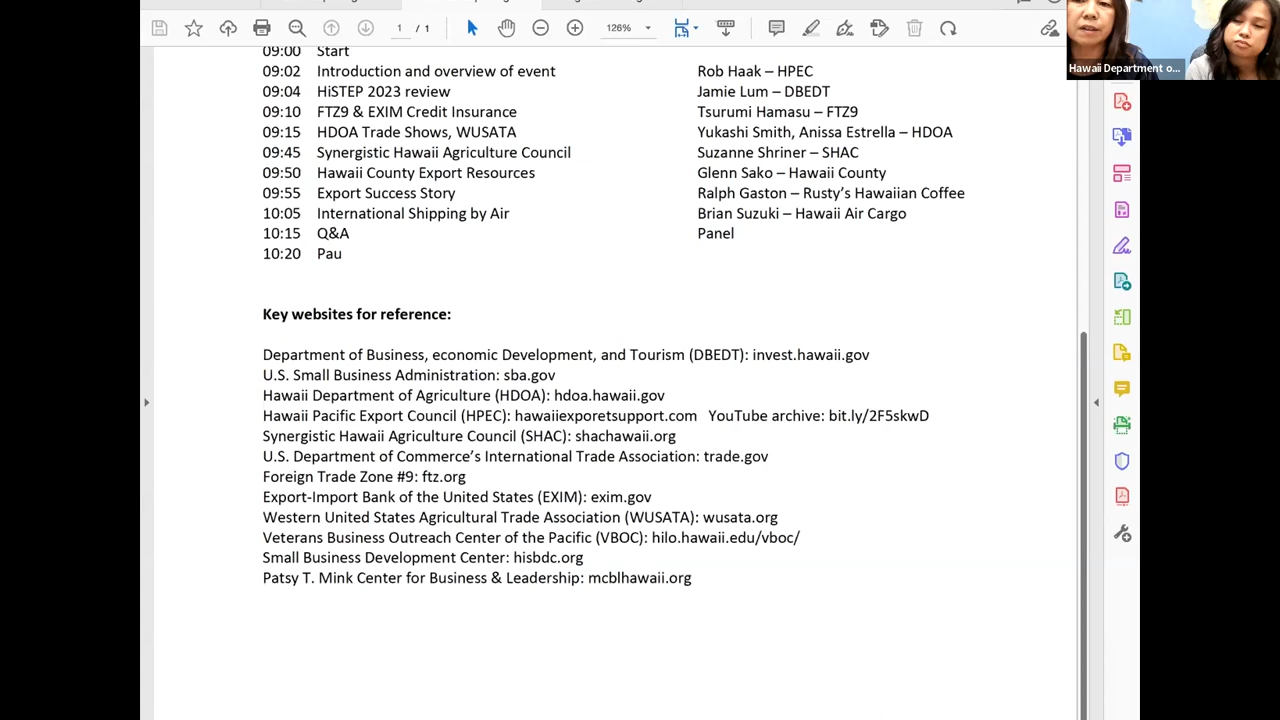 1 / 1
126%
Hawaii Department o...
09:00 Start
09:02 Introduction and overview of event Rob Haak – HPEC
09:04 HiSTEP 2023 review Jamie Lum – DBEDT
09:10 FTZ9 & EXIM Credit Insurance Tsurumi Hamasu – FTZ9
09:15 HDOA Trade Shows, WUSATA Yukashi Smith, Anissa Estrella – HDOA
09:45 Synergistic Hawaii Agriculture Council Suzanne Shriner – SHAC
09:50 Hawaii County Export Resources Glenn Sako – Hawaii County
09:55 Export Success Story Ralph Gaston – Rusty's Hawaiian Coffee
10:05 International Shipping by Air Brian Suzuki – Hawaii Air Cargo
10:15 Q&A Panel
10:20 Pau
Key websites for reference:
Department of Business, economic Development, and Tourism (DBEDT): invest.hawaii.gov
U.S. Small Business Administration: sba.gov
Hawaii Department of Agriculture (HDOA): hdoa.hawaii.gov
Hawaii Pacific Export Council (HPEC): hawaiiexporetsupport.com YouTube archive: bit.ly/2F5skwD
Synergistic Hawaii Agriculture Council (SHAC): shachawaii.org
U.S. Department of Commerce's International Trade Association: trade.gov
Foreign Trade Zone #9: ftz.org
Export-Import Bank of the United States (EXIM): exim.gov
Western United States Agricultural Trade Association (WUSATA): wusata.org
Veterans Business Outreach Center of the Pacific (VBOC): hilo.hawaii.edu/vboc/
Small Business Development Center: hisbdc.org
Patsy T. Mink Center for Business & Leadership: mcblhawaii.org